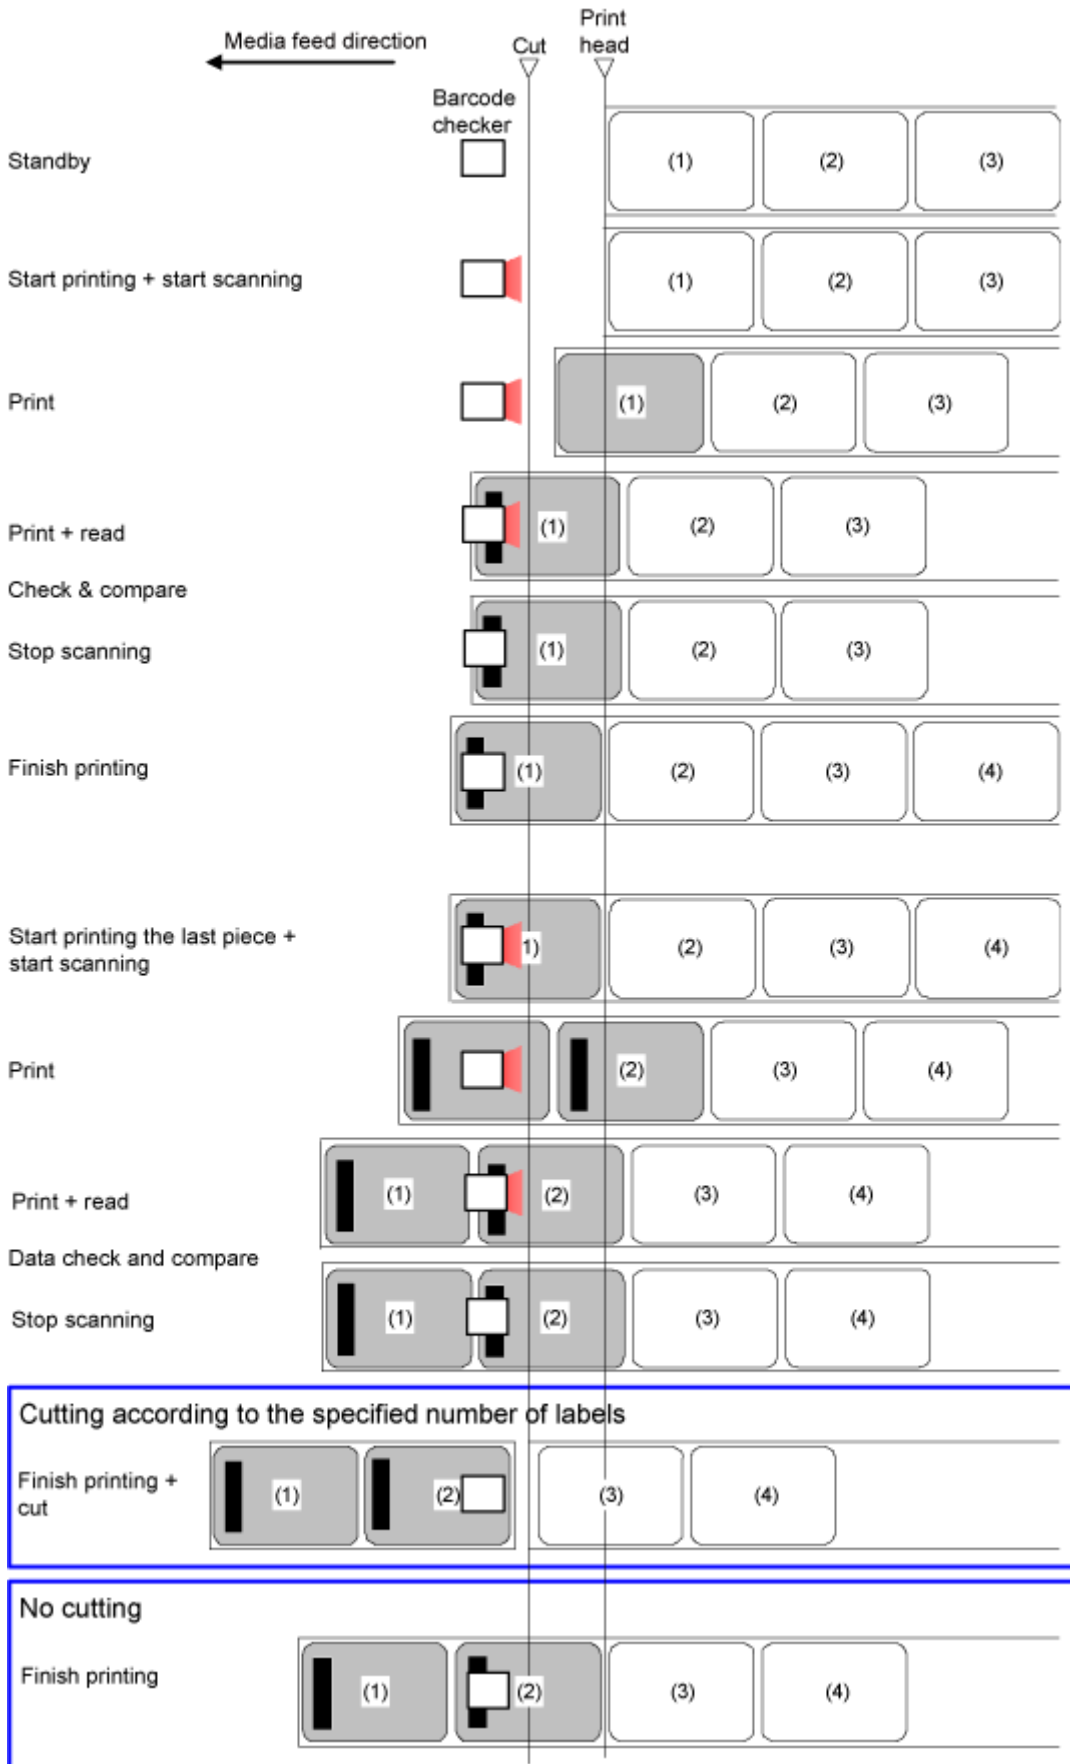 Print
head
Media feed direction
Cut
Barcode
checker
Standby
(1)
(2)
(3)
Start printing + start scanning
(1)
(2)
(3)
Print
(1)
(2)
(3)
Print + read
(1)
(2)
(3)
Check & compare
Stop scanning
(1)
(2)
(3)
Finish printing
(1)
(2)
(3)
(4)
Start printing the last piece +
start scanning
1)
(2)
(3)
(4)
Print
(2)
(3)
(4)
Print + read
(1)
(2)
(3)
(4)
Data check and compare
Stop scanning
(1)
(2)
(3)
(4)
Cutting according to the specified number of labels
Finish printing +
cut
(1)
(2)
(3)
(4)
No cutting
Finish printing
(1)
(2)
(3)
(4)